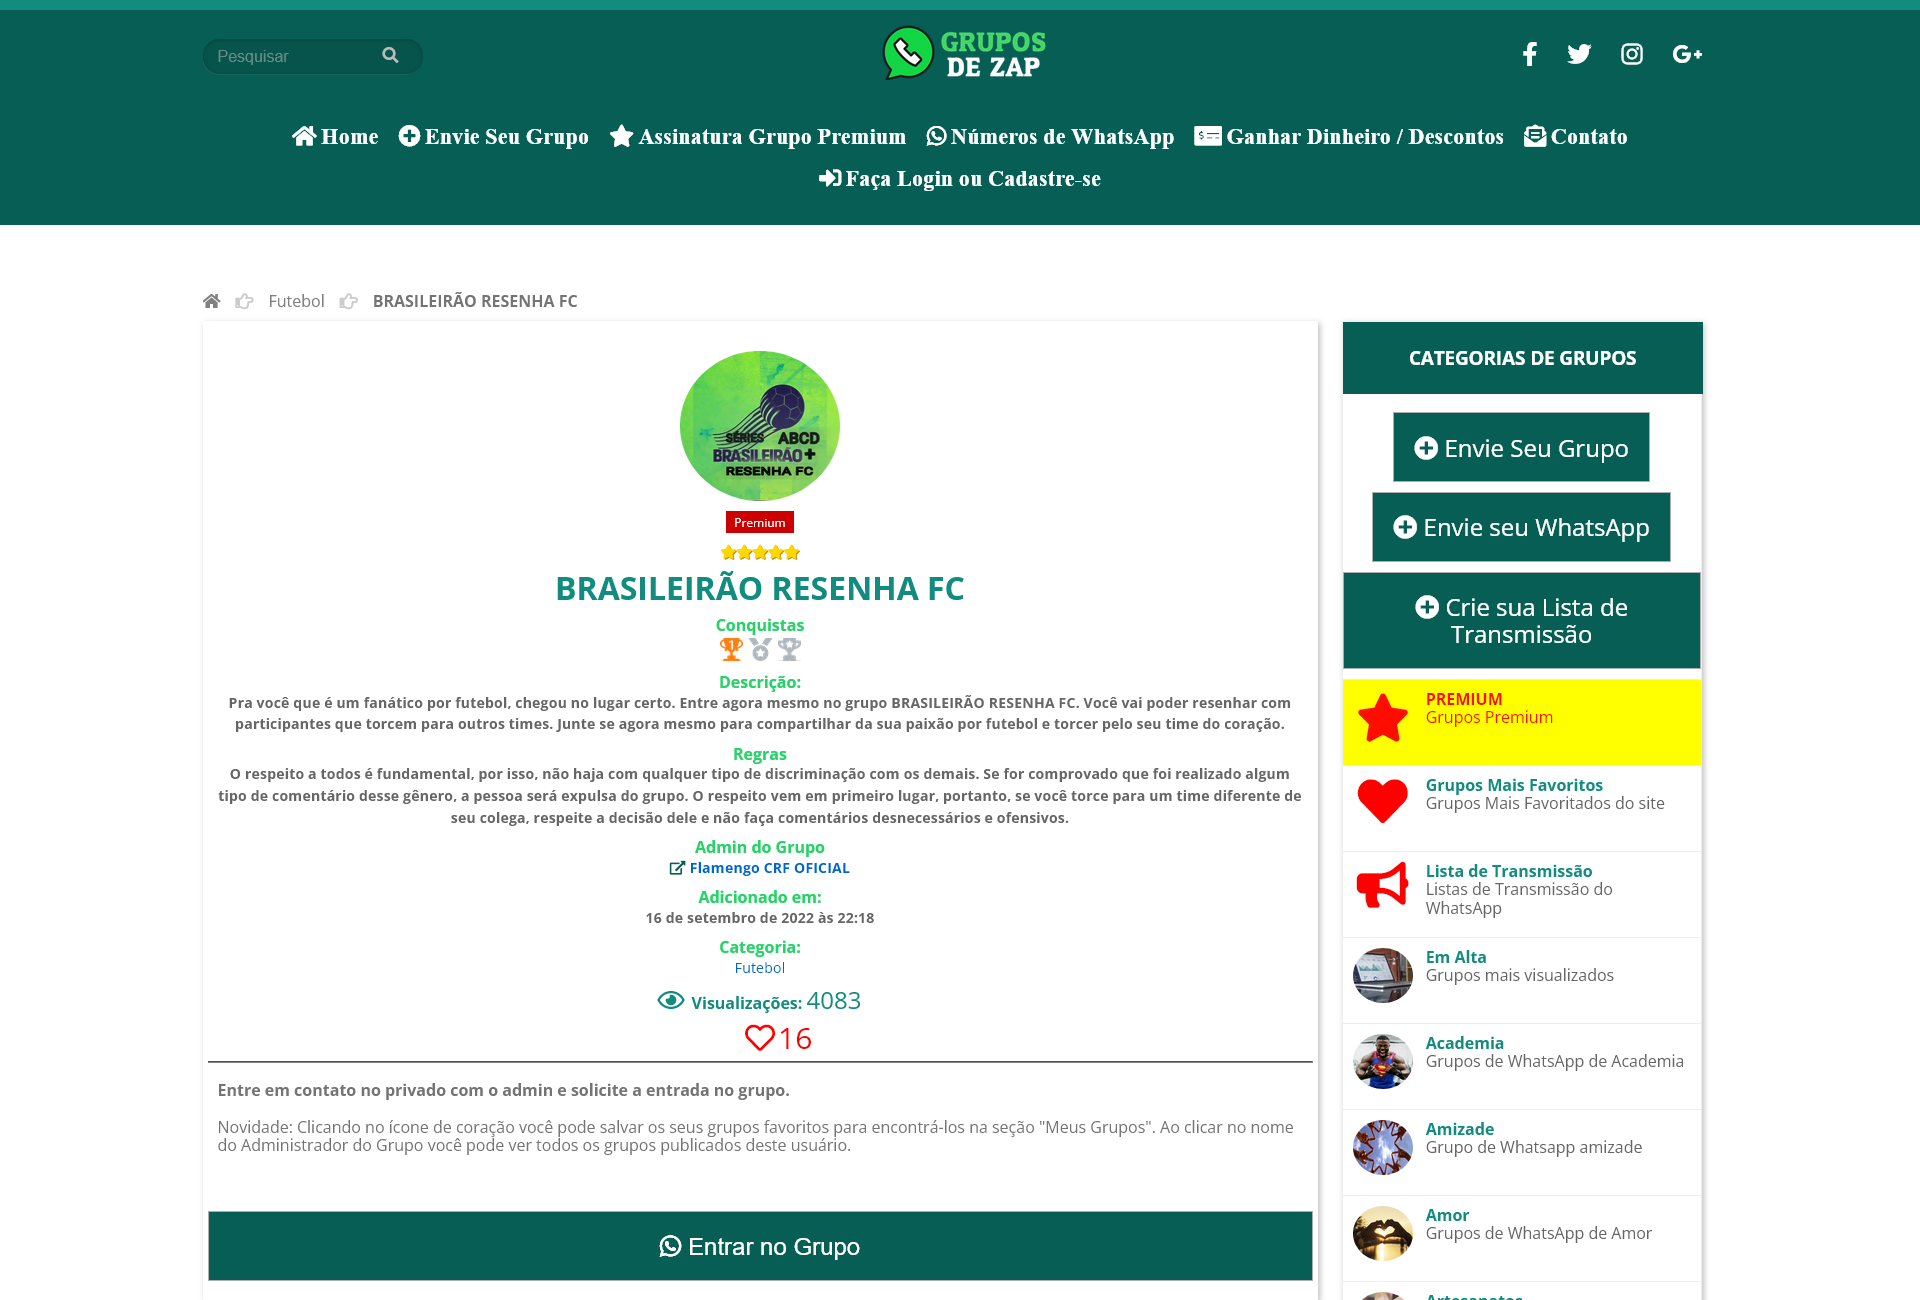 Pesquisar
GRUPOS
DE ZAP
Home
Envie Seu Grupo
Assinatura Grupo Premium
Números de WhatsApp
Ganhar Dinheiro / Descontos
Contato
Faça Login ou Cadastre-se
Futebol
BRASILEIRÃO RESENHA FC
SÉRIES ABCD
BRASILEIRÃO+
RESENHA FC
Premium
BRASILEIRÃO RESENHA FC
Conquistas
Descrição:
Pra você que é um fanático por futebol, chegou no lugar certo. Entre agora mesmo no grupo BRASILEIRÃO RESENHA FC. Você vai poder resenhar com
participantes que torcem para outros times. Junte se agora mesmo para compartilhar da sua paixão por futebol e torcer pelo seu time do coração.
Regras
O respeito a todos é fundamental, por isso, não haja com qualquer tipo de discriminação com os demais. Se for comprovado que foi realizado algum
tipo de comentário desse gênero, a pessoa será expulsa do grupo. O respeito vem em primeiro lugar, portanto, se você torce para um time diferente de
seu colega, respeite a decisão dele e não faça comentários desnecessários e ofensivos.
Admin do Grupo
Flamengo CRF OFICIAL
Adicionado em:
16 de setembro de 2022 às 22:18
Categoria:
Futebol
Visualizações: 4083
16
Entre em contato no privado com o admin e solicite a entrada no grupo.
Novidade: Clicando no ícone de coração você pode salvar os seus grupos favoritos para encontrá-los na seção "Meus Grupos". Ao clicar no nome
do Administrador do Grupo você pode ver todos os grupos publicados deste usuário.
Entrar no Grupo
CATEGORIAS DE GRUPOS
Envie Seu Grupo
Envie seu WhatsApp
Crie sua Lista de
Transmissão
PREMIUM
Grupos Premium
Grupos Mais Favoritos
Grupos Mais Favoritados do site
Lista de Transmissão
Listas de Transmissão do
WhatsApp
Em Alta
Grupos mais visualizados
Academia
Grupos de WhatsApp de Academia
Amizade
Grupo de Whatsapp amizade
Amor
Grupos de WhatsApp de Amor